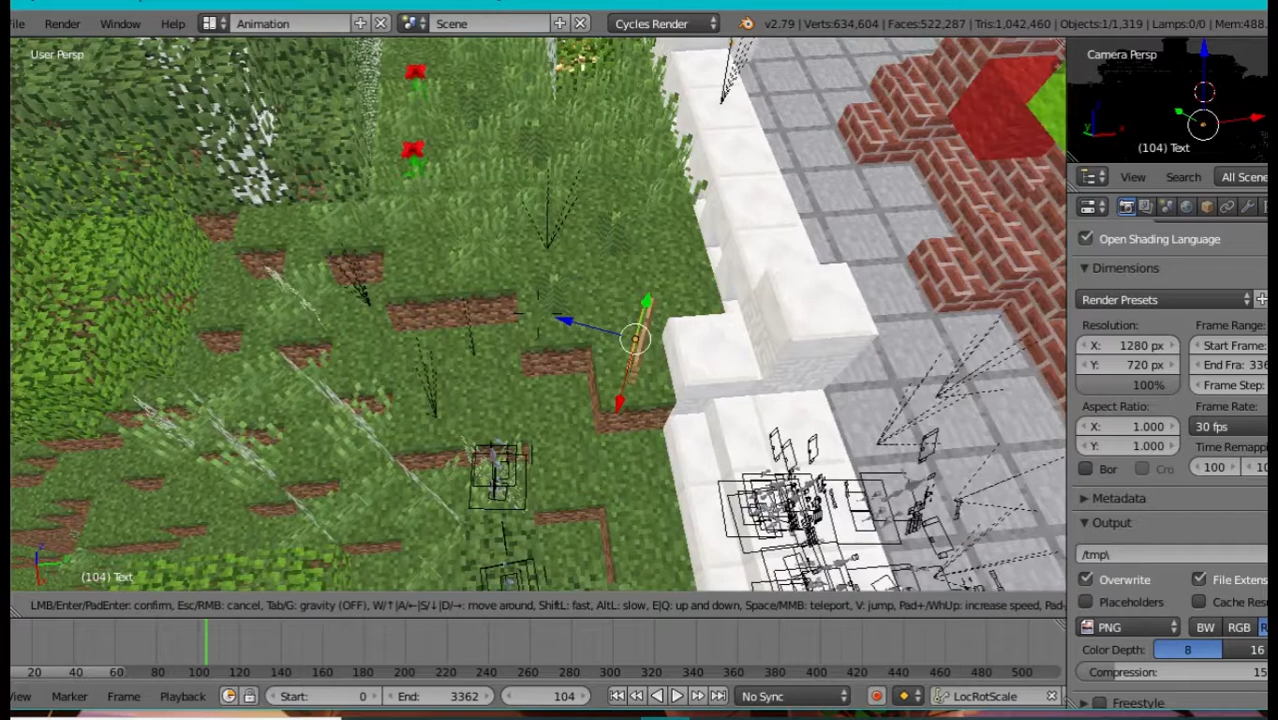 ile Render Window Help Animation Scene Cycles Render v2.79 | Verts:634,604 | Faces:522,287 | Tris:1,042,460 | Objects:1/1,319 | Lamps:0/0 | Mem:488.
User Persp
Camera Persp
(104) Text
View Search All Scene
Open Shading Language
Dimensions
Render Presets
Resolution: Frame Range:
X: 1280 px Start Frame:
Y: 720 px End Fra: 336
100% Frame Step:
Aspect Ratio: Frame Rate:
X: 1.000 30 fps
Y: 1.000 Time Remapping
Bor Cro 100 10
Metadata
Output
/tmp\
(104) Text
Overwrite File Extens
Placeholders Cache Res
LMB/Enter/PadEnter: confirm, Esc/RMB: cancel, Tab/G: gravity (OFF), W/↑|A/←|S/↓|D/→: move around, ShiftL: fast, AltL: slow, E|Q: up and down, Space/MMB: teleport, V: jump, Pad+/WhUp: increase speed, Pad-
PNG BW RGB R
Color Depth: 8 16
Compression: 15
20 40 60 80 100 120 140 160 180 200 220 240 260 280 300 320 340 360 380 400 420 440 460 480 500
View Marker Frame Playback Start: 0 End: 3362 104 No Sync LocRotScale
Freestyle